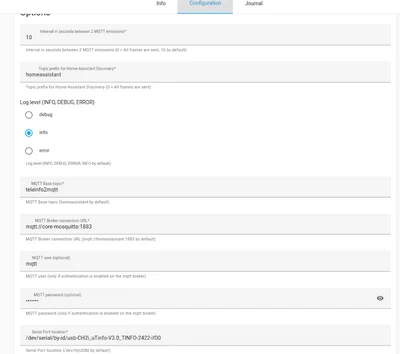 Info
Configuration
Journal
Options
Interval in seconds between 2 MQTT emissions*
10
Interval in seconds between 2 MQTT emissions (0 = All frames are sent, 10 by default)
Topic prefix for Home-Assistant Discovery*
homeassistant
Topic prefix for Home-Assistant Discovery (0 = All frames are sent)
Log level (INFO, DEBUG, ERROR)
debug
info
error
Log level (INFO, DEBUG, ERROR, INFO by default)
MQTT Base topic*
teleinfo2mqtt
MQTT Base topic (homeassistant by default)
MQTT Broker connection URL*
mqtt://core-mosquitto:1883
MQTT Broker connection URL (mqtt://homeassistant:1883 by default)
MQTT user (optional)
mqtt
MQTT user (only if authentication is enabled on the mqtt broker)
MQTT password (optional)
•••••••
MQTT password (only if authentication is enabled on the mqtt broker)
Serial Port location*
/dev/serial/by-id/usb-CH2i_uTinfo-V3.0_TINFO-2422-if00
Serial Port location (/dev/ttyUSB0 by default)